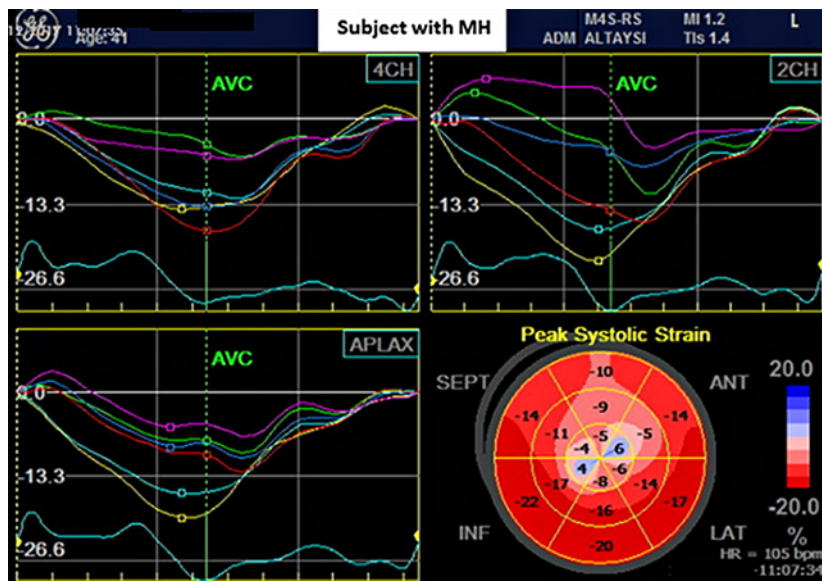 Subject with MH
Age: 41
M4S-RS
MI 1.2
L
ADM
ALTAYSI
TIs 1.4
4CH
AVC
0.0
-13.3
-26.6
2CH
AVC
0.0
-13.3
-26.6
APLAX
AVC
0.0
-13.3
-26.6
Peak Systolic Strain
SEPT
ANT
INF
LAT
-10
-14
-14
-9
-11
-5
-5
-4
6
4
-6
-8
-17
-14
-22
-17
-16
-20
20.0
-20.0
%
HR = 105 bpm
-11:07:34